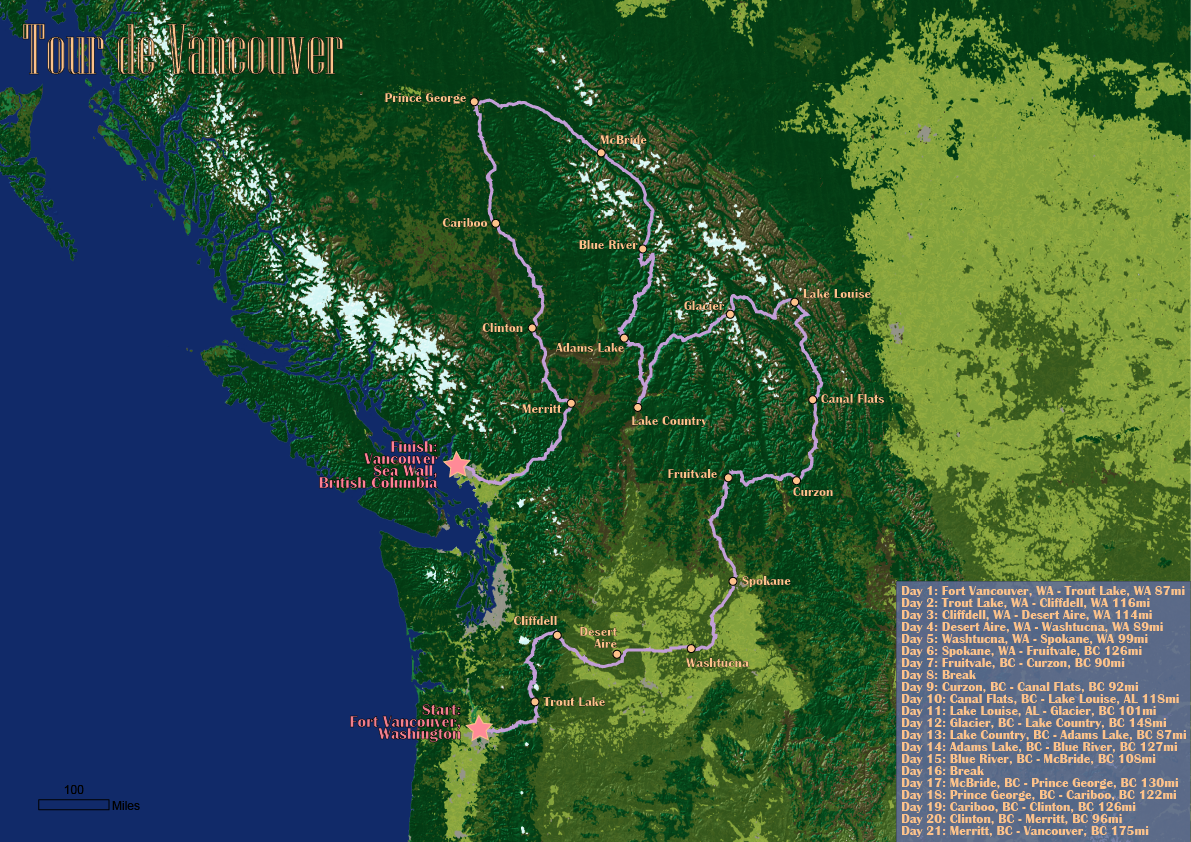 Tour de Vancouver
Prince George
McBride
Cariboo
Blue River
Lake Louise
Glacier
Clinton
Adams Lake
Canal Flats
Merritt
Lake Country
Finish:
Vancouver
Sea Wall,
British Columbia
Fruitvale
Curzon
Spokane
Cliffdell
Desert
Aire
Washtucna
Trout Lake
Start:
Fort Vancouver,
Washington
100
Miles
Day 1: Fort Vancouver, WA - Trout Lake, WA 87mi
Day 2: Trout Lake, WA - Cliffdell, WA 116mi
Day 3: Cliffdell, WA - Desert Aire, WA 114mi
Day 4: Desert Aire, WA - Washtucna, WA 89mi
Day 5: Washtucna, WA - Spokane, WA 99mi
Day 6: Spokane, WA - Fruitvale, BC 126mi
Day 7: Fruitvale, BC - Curzon, BC 90mi
Day 8: Break
Day 9: Curzon, BC - Canal Flats, BC 92mi
Day 10: Canal Flats, BC - Lake Louise, AL 118mi
Day 11: Lake Louise, AL - Glacier, BC 101mi
Day 12: Glacier, BC - Lake Country, BC 148mi
Day 13: Lake Country, BC - Adams Lake, BC 87mi
Day 14: Adams Lake, BC - Blue River, BC 127mi
Day 15: Blue River, BC - McBride, BC 108mi
Day 16: Break
Day 17: McBride, BC - Prince George, BC 130mi
Day 18: Prince George, BC - Cariboo, BC 122mi
Day 19: Cariboo, BC - Clinton, BC 126mi
Day 20: Clinton, BC - Merritt, BC 96mi
Day 21: Merritt, BC - Vancouver, BC 175mi